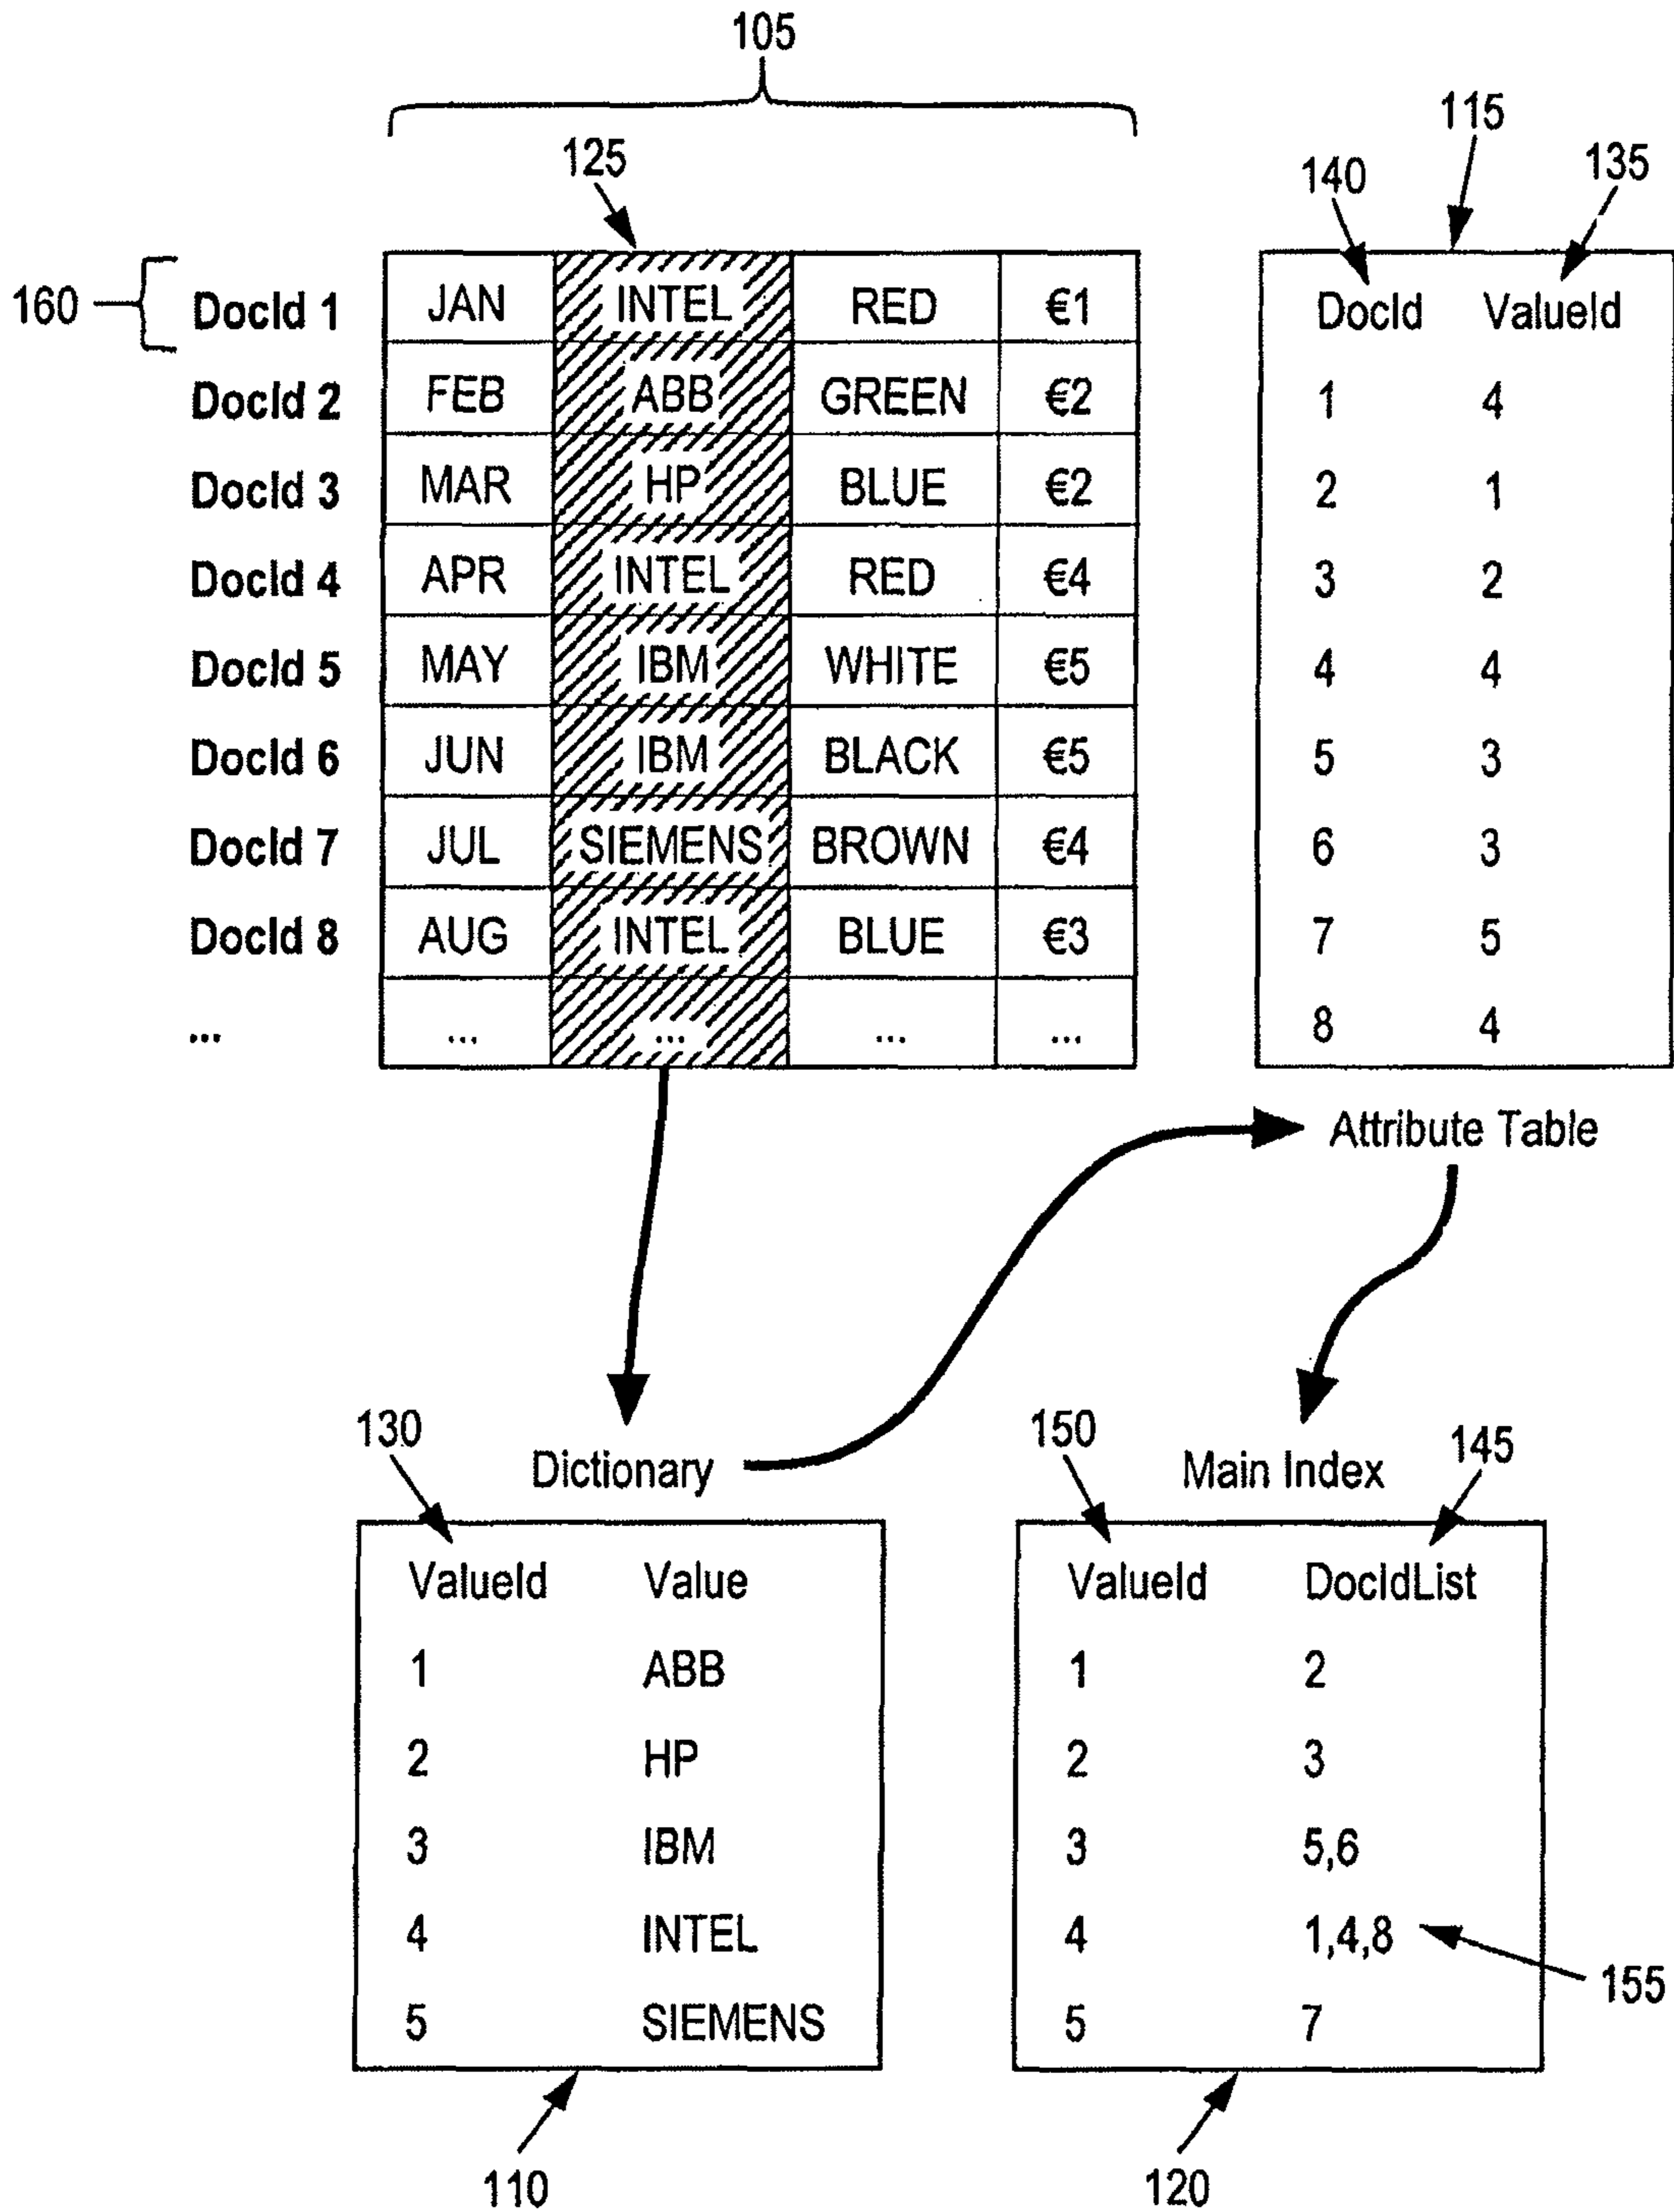 105
125
115
140
135
160
DocId 1 JAN INTEL RED €1
DocId 2 FEB ABB GREEN €2
DocId 3 MAR HP BLUE €2
DocId 4 APR INTEL RED €4
DocId 5 MAY IBM WHITE €5
DocId 6 JUN IBM BLACK €5
DocId 7 JUL SIEMENS BROWN €4
DocId 8 AUG INTEL BLUE €3
... ... ... ... ...
DocId ValueId
1 4
2 1
3 2
4 4
5 3
6 3
7 5
8 4
Attribute Table
130
Dictionary
ValueId Value
1 ABB
2 HP
3 IBM
4 INTEL
5 SIEMENS
110
150
Main Index
145
ValueId DocIdList
1 2
2 3
3 5,6
4 1,4,8
5 7
155
120